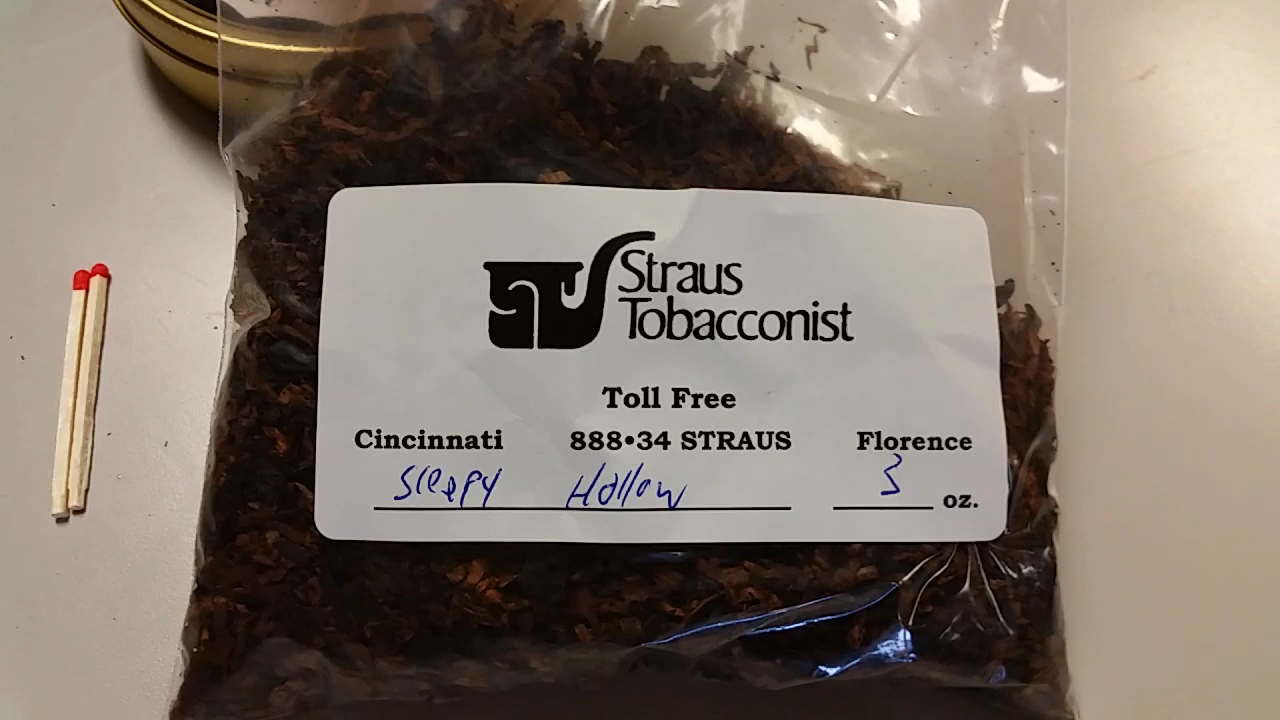 Straus
Tobacconist
Toll Free
Cincinnati 888•34 STRAUS Florence
Sleepy Hollow 3 oz.